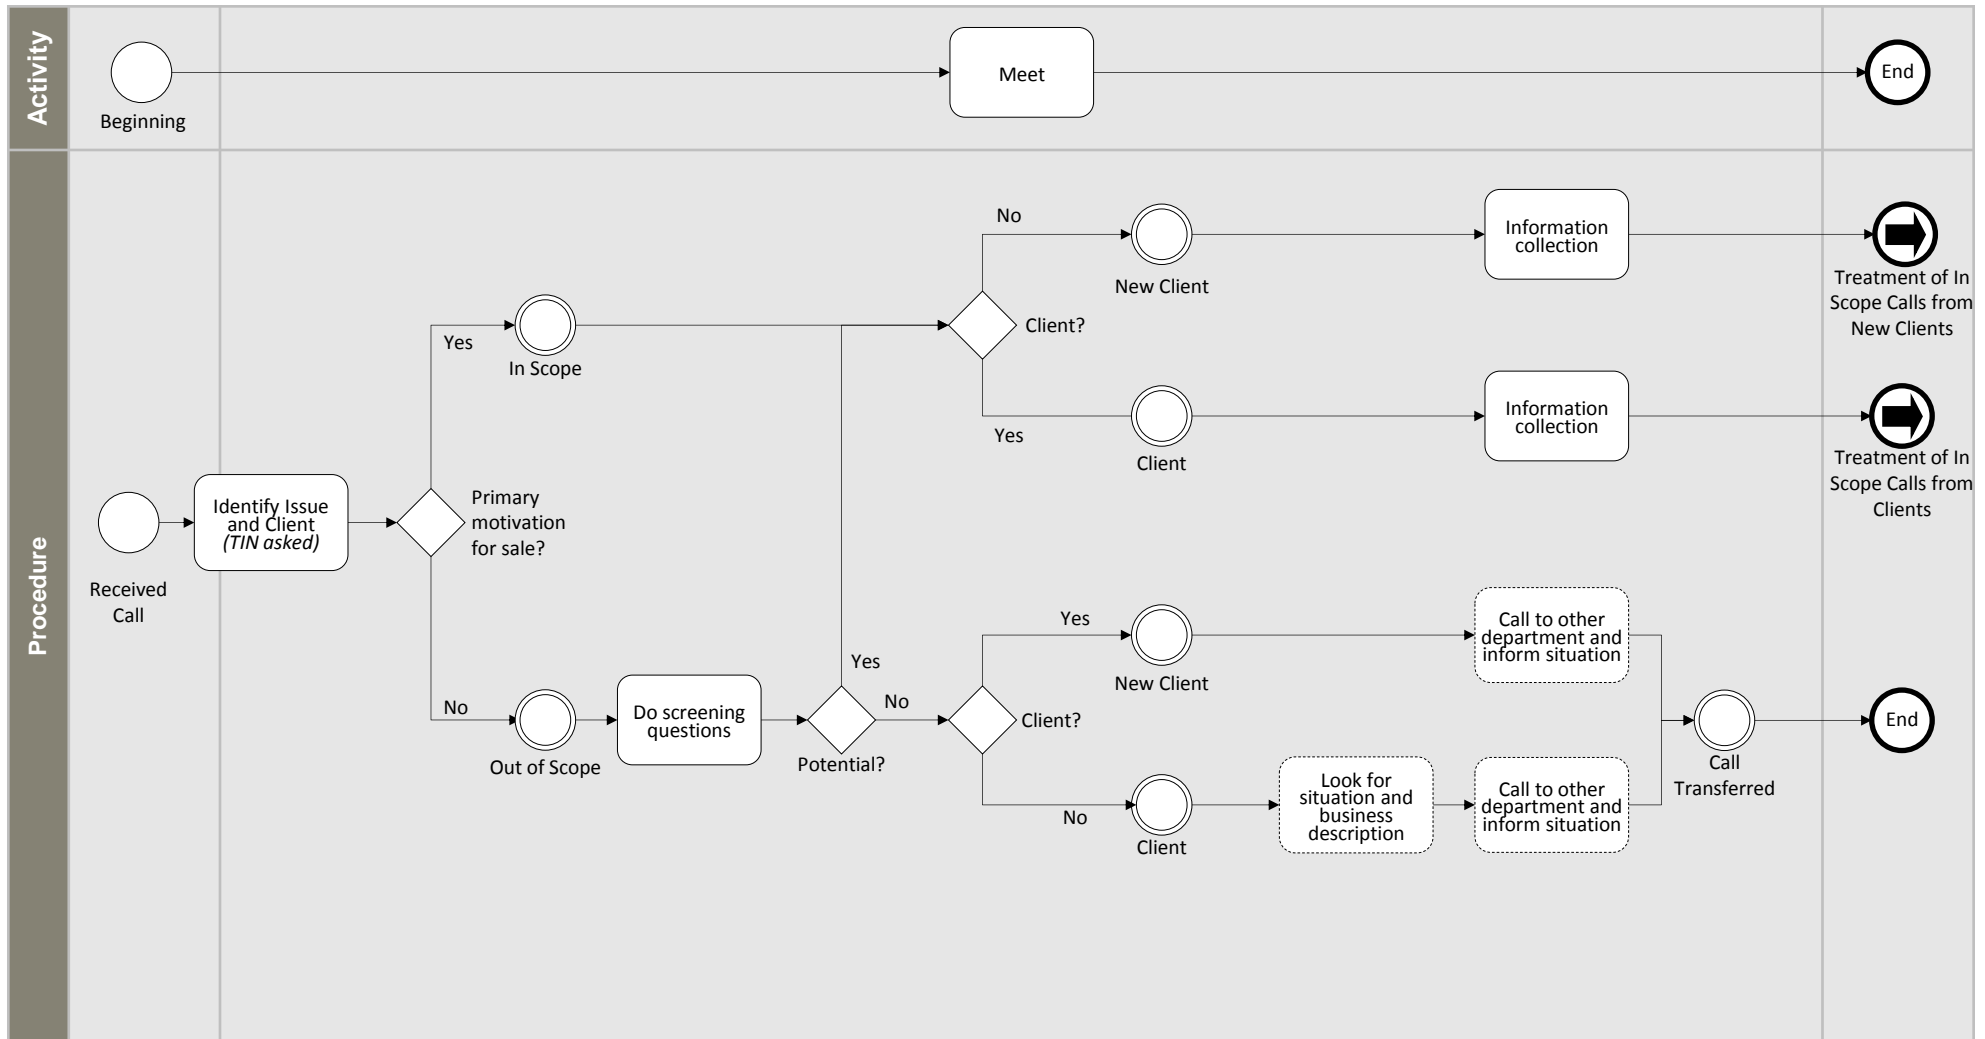 Activity
Meet
End
Beginning
Procedure
No
New Client
Information
collection
Treatment of In
Scope Calls from
New Clients
Yes
In Scope
Client?
Yes
Client
Information
collection
Treatment of In
Scope Calls from
Clients
Received
Call
Identify Issue
and Client
(TIN asked)
Primary
motivation
for sale?
No
Out of Scope
Do screening
questions
Yes
No
Potential?
Client?
Yes
New Client
Call to other
department and
inform situation
No
Client
Look for
situation and
business
description
Call to other
department and
inform situation
Call
Transferred
End